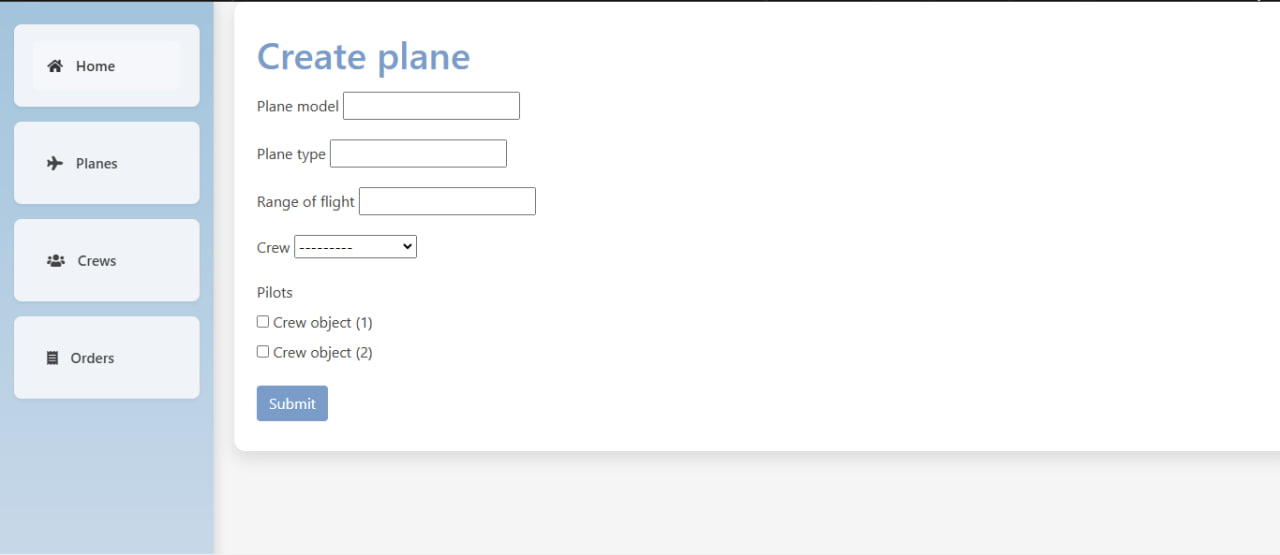 Home
Planes
Crews
Orders
Create plane
Plane model
Plane type
Range of flight
Crew ---------
Pilots
Crew object (1)
Crew object (2)
Submit